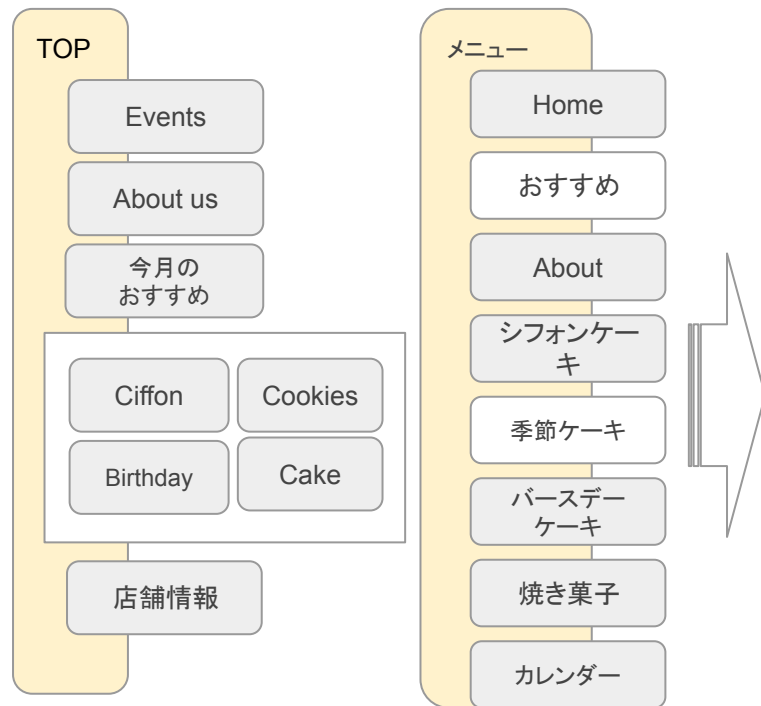 TOP
Events
About us
今月の
おすすめ
Ciffon
Cookies
Birthday
Cake
店舗情報
メニュー
Home
おすすめ
About
シフォンケー
キ
季節ケーキ
バースデー
ケーキ
焼き菓子
カレンダー